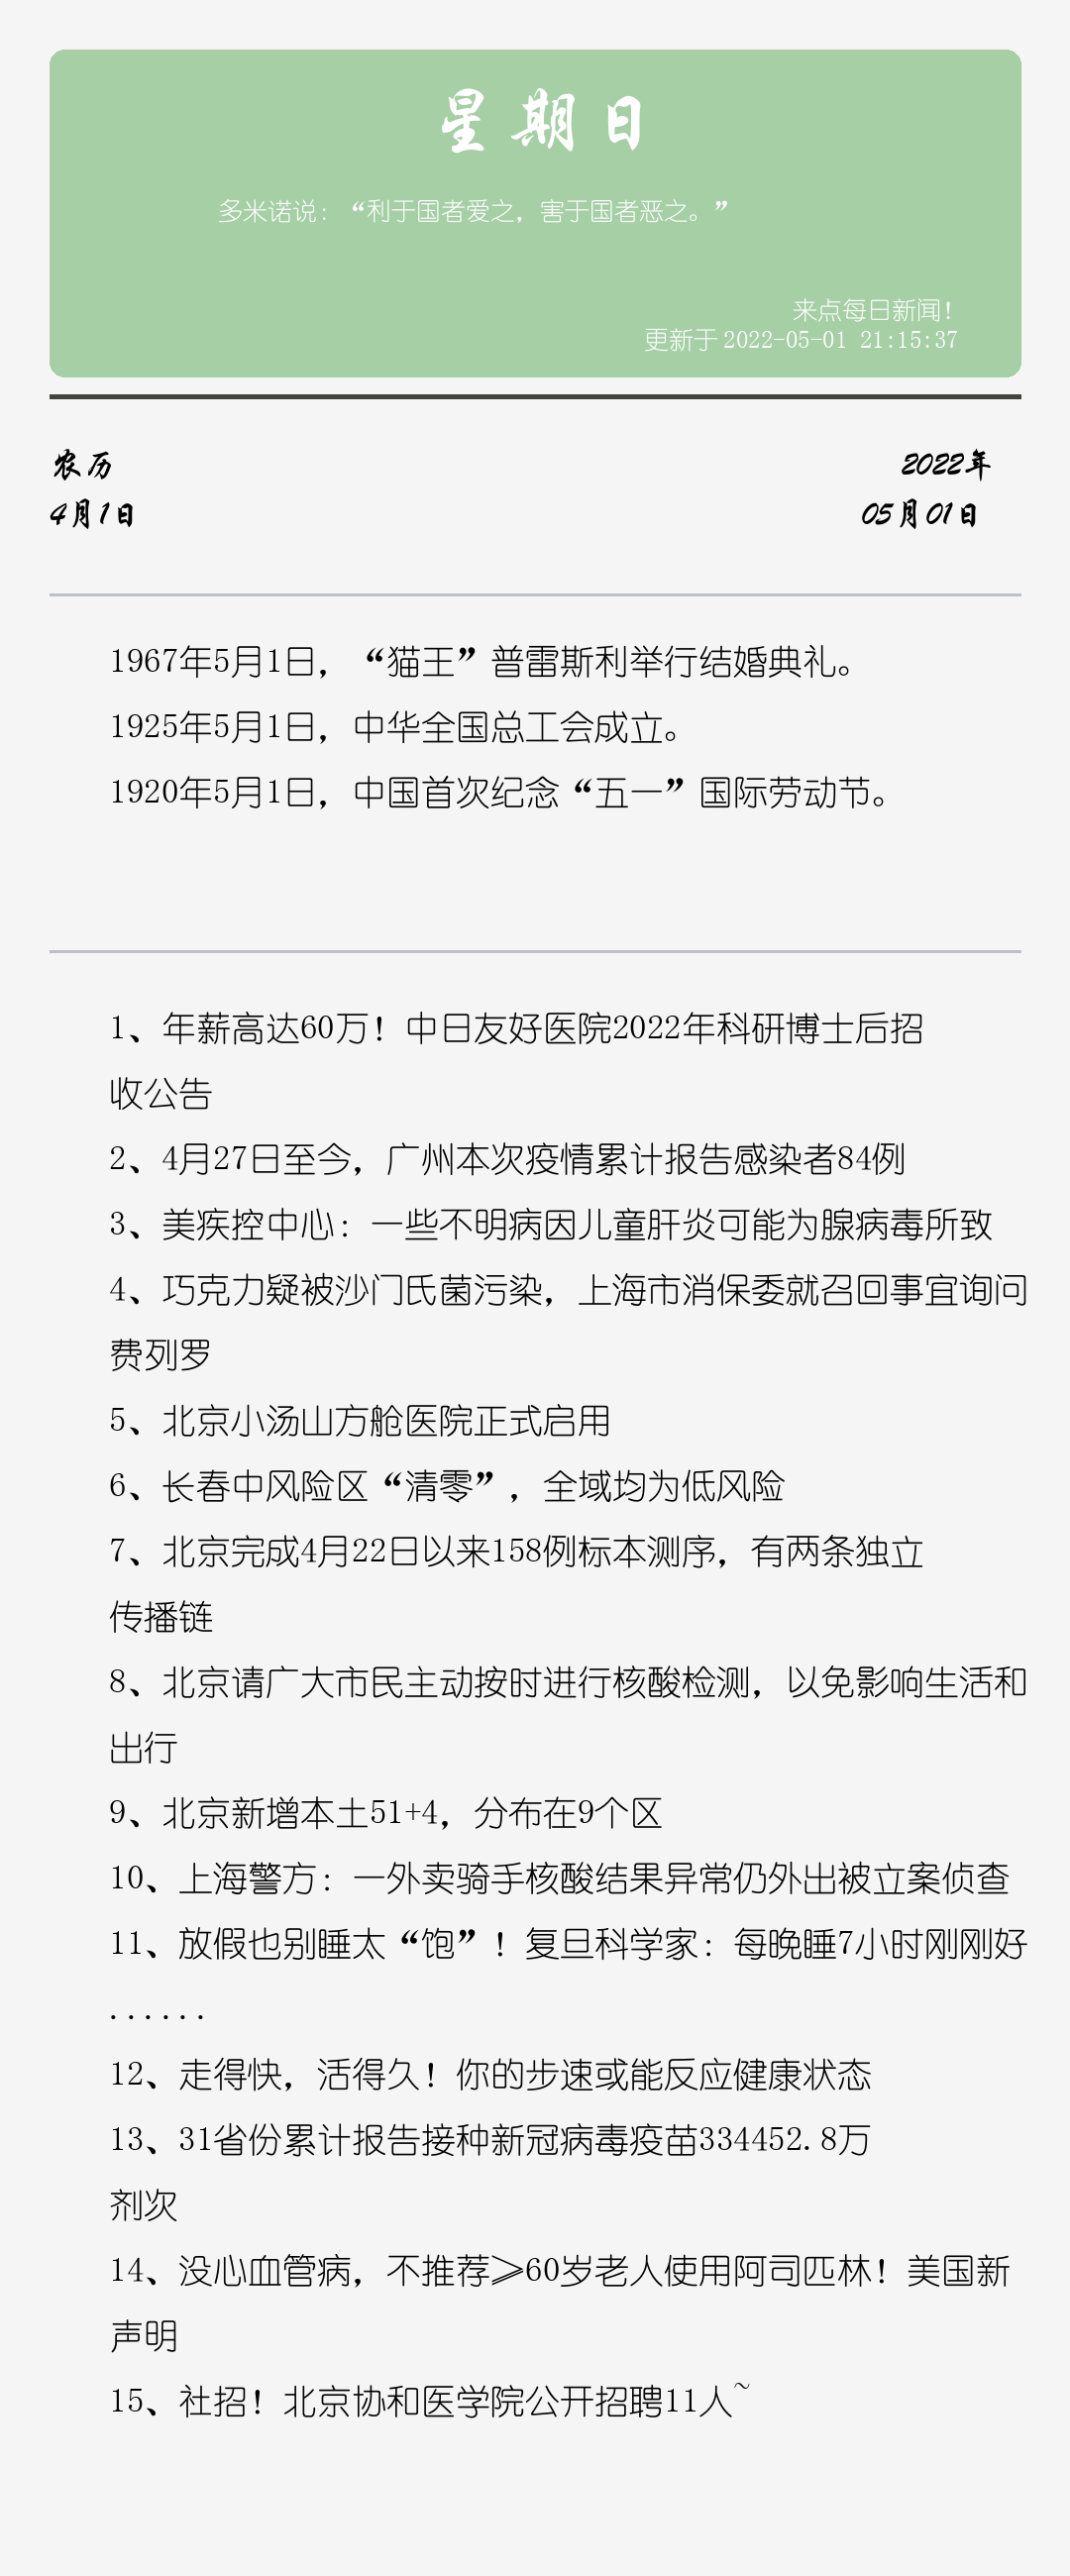 星期日
多米诺说：“利于国者爱之，害于国者恶之。”
来点每日新闻！
更新于 2022-05-01 21:15:37
农历
2022年
4月1日
05月01日
1967年5月1日，“猫王”普雷斯利举行结婚典礼。
1925年5月1日，中华全国总工会成立。
1920年5月1日，中国首次纪念“五一”国际劳动节。
1、年薪高达60万！中日友好医院2022年科研博士后招
收公告
2、4月27日至今，广州本次疫情累计报告感染者84例
3、美疾控中心：一些不明病因儿童肝炎可能为腺病毒所致
4、巧克力疑被沙门氏菌污染，上海市消保委就召回事宜询问
费列罗
5、北京小汤山方舱医院正式启用
6、长春中风险区“清零”，全域均为低风险
7、北京完成4月22日以来158例标本测序，有两条独立
传播链
8、北京请广大市民主动按时进行核酸检测，以免影响生活和
出行
9、北京新增本土51+4，分布在9个区
10、上海警方：一外卖骑手核酸结果异常仍外出被立案侦查
11、放假也别睡太“饱”！复旦科学家：每晚睡7小时刚刚好
......
12、走得快，活得久！你的步速或能反应健康状态
13、31省份累计报告接种新冠病毒疫苗334452.8万
剂次
14、没心血管病，不推荐≥60岁老人使用阿司匹林！美国新
声明
15、社招！北京协和医学院公开招聘11人~